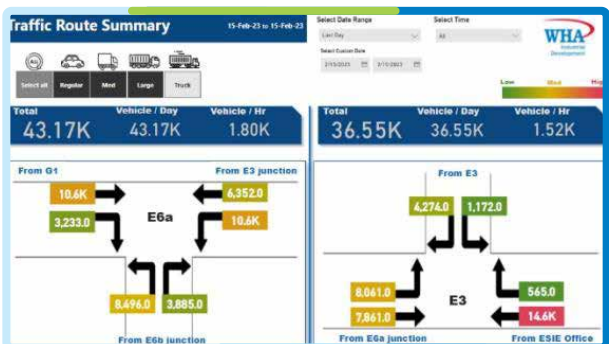 Traffic Route Summary
15-Feb-23 to 15-Feb-23
Select Date Range
Select Time
Last Day
All
Select Custom Date
2/15/2023
2/15/2023
WHA
Industrial
Development
ALL
Select all
Regular
Med
Large
Truck
Low
Med
High
Total
Vehicle / Day
Vehicle / Hr
43.17K
43.17K
1.80K
Total
Vehicle / Day
Vehicle / Hr
36.55K
36.55K
1.52K
From G1
From E3 junction
10.6K
6,352.0
3,233.0
E6a
10.6K
8,496.0
3,885.0
From E6b junction
From E3
4,274.0
1,172.0
8,061.0
565.0
7,861.0
E3
14.6K
From E6a junction
From ESIE Office